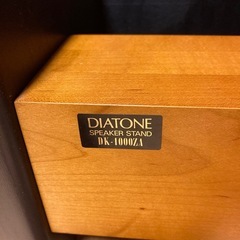 DIATONE
SPEAKER STAND
DK-1000ZA